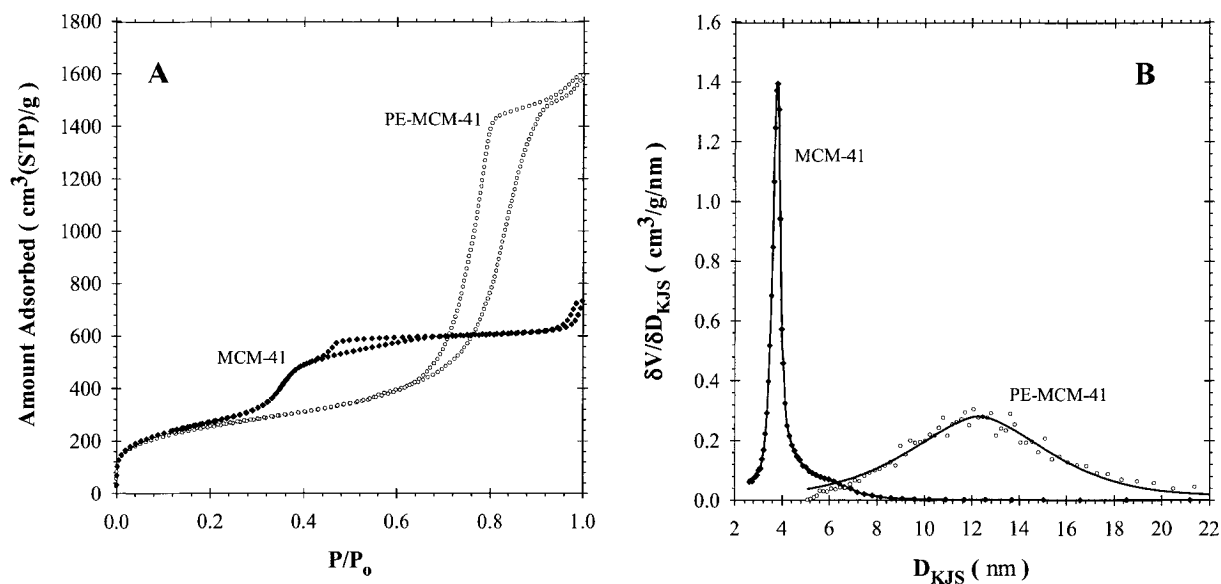 A
Amount Adsorbed ( cm³(STP)/g )
1800
1600
1400
1200
1000
800
600
400
200
0
PE-MCM-41
MCM-41
0.0 0.2 0.4 0.6 0.8 1.0
P/Pₒ
B
δV/δD_KJS ( cm³/g/nm )
1.6
1.4
1.2
1.0
0.8
0.6
0.4
0.2
0.0
MCM-41
PE-MCM-41
2 4 6 8 10 12 14 16 18 20 22
D_KJS ( nm )